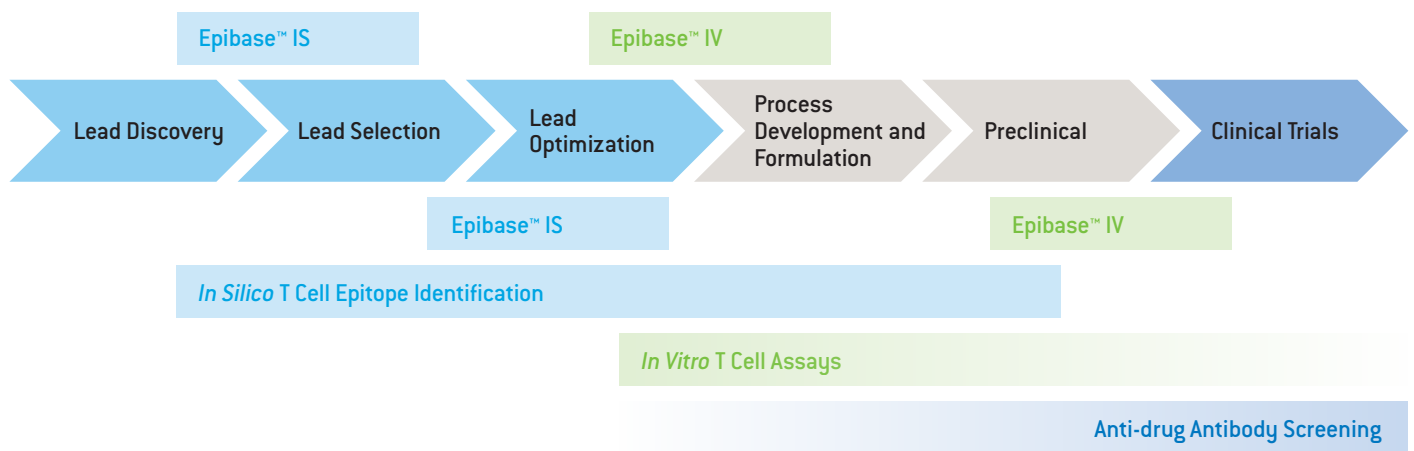 Epibase™ IS
Epibase™ IV
Lead Discovery
Lead Selection
Lead
Optimization
Process
Development and
Formulation
Preclinical
Clinical Trials
Epibase™ IS
Epibase™ IV
In Silico T Cell Epitope Identification
In Vitro T Cell Assays
Anti-drug Antibody Screening